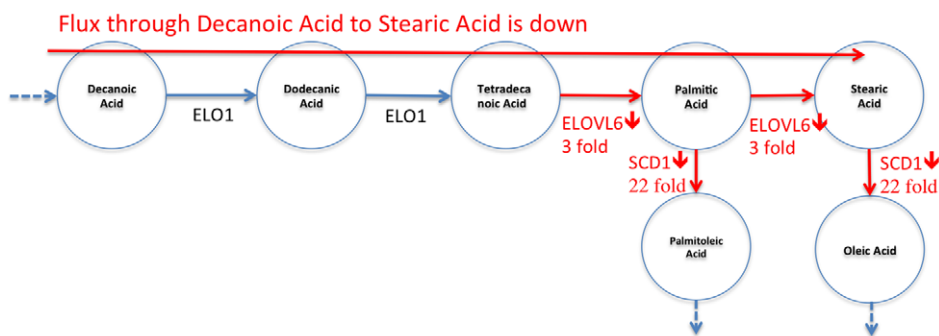 Flux through Decanoic Acid to Stearic Acid is down
Decanoic
Acid
Dodecanic
Acid
Tetradeca
noic Acid
Palmitic
Acid
Stearic
Acid
ELO1
ELO1
ELOVL6
3 fold
ELOVL6
3 fold
SCD1
22 fold
SCD1
22 fold
Palmitoleic
Acid
Oleic Acid